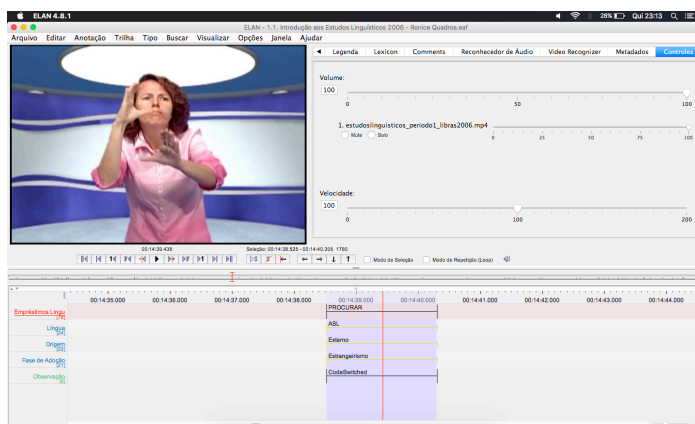 ELAN 4.8.1
28%
Qui 23:13
ELAN - 1.1. Introdução aos Estudos Linguísticos 2006 - Ronice Quadros.eaf
Arquivo Editar Anotação Trilha Tipo Buscar Visualizar Opções Janela Ajudar
Legenda Lexicon Comments Reconhecedor de Áudio Video Recognizer Metadados Controles
Volume:
100
0 50 100
1. estudoslinguisticos_periodo1_libras2006.mp4
Mute Solo
0 25 50 75 100
Velocidade:
100
0 100 200
00:14:39.438
Seleção: 00:14:38.525 - 00:14:40.305 1780
Modo de Seleção Modo de Repetição (Loop)
00:14:35.000 00:14:36.000 00:14:37.000 00:14:38.000 00:14:39.000 00:14:40.000 00:14:41.000 00:14:42.000 00:14:43.000 00:14:44.000
Empréstimos Lingu
PROCURAR
Língua
[24]
ASL
Origem
[22]
Externo
Fase de Adoção
[21]
Estrangeirismo
Observação
CodeSwitched